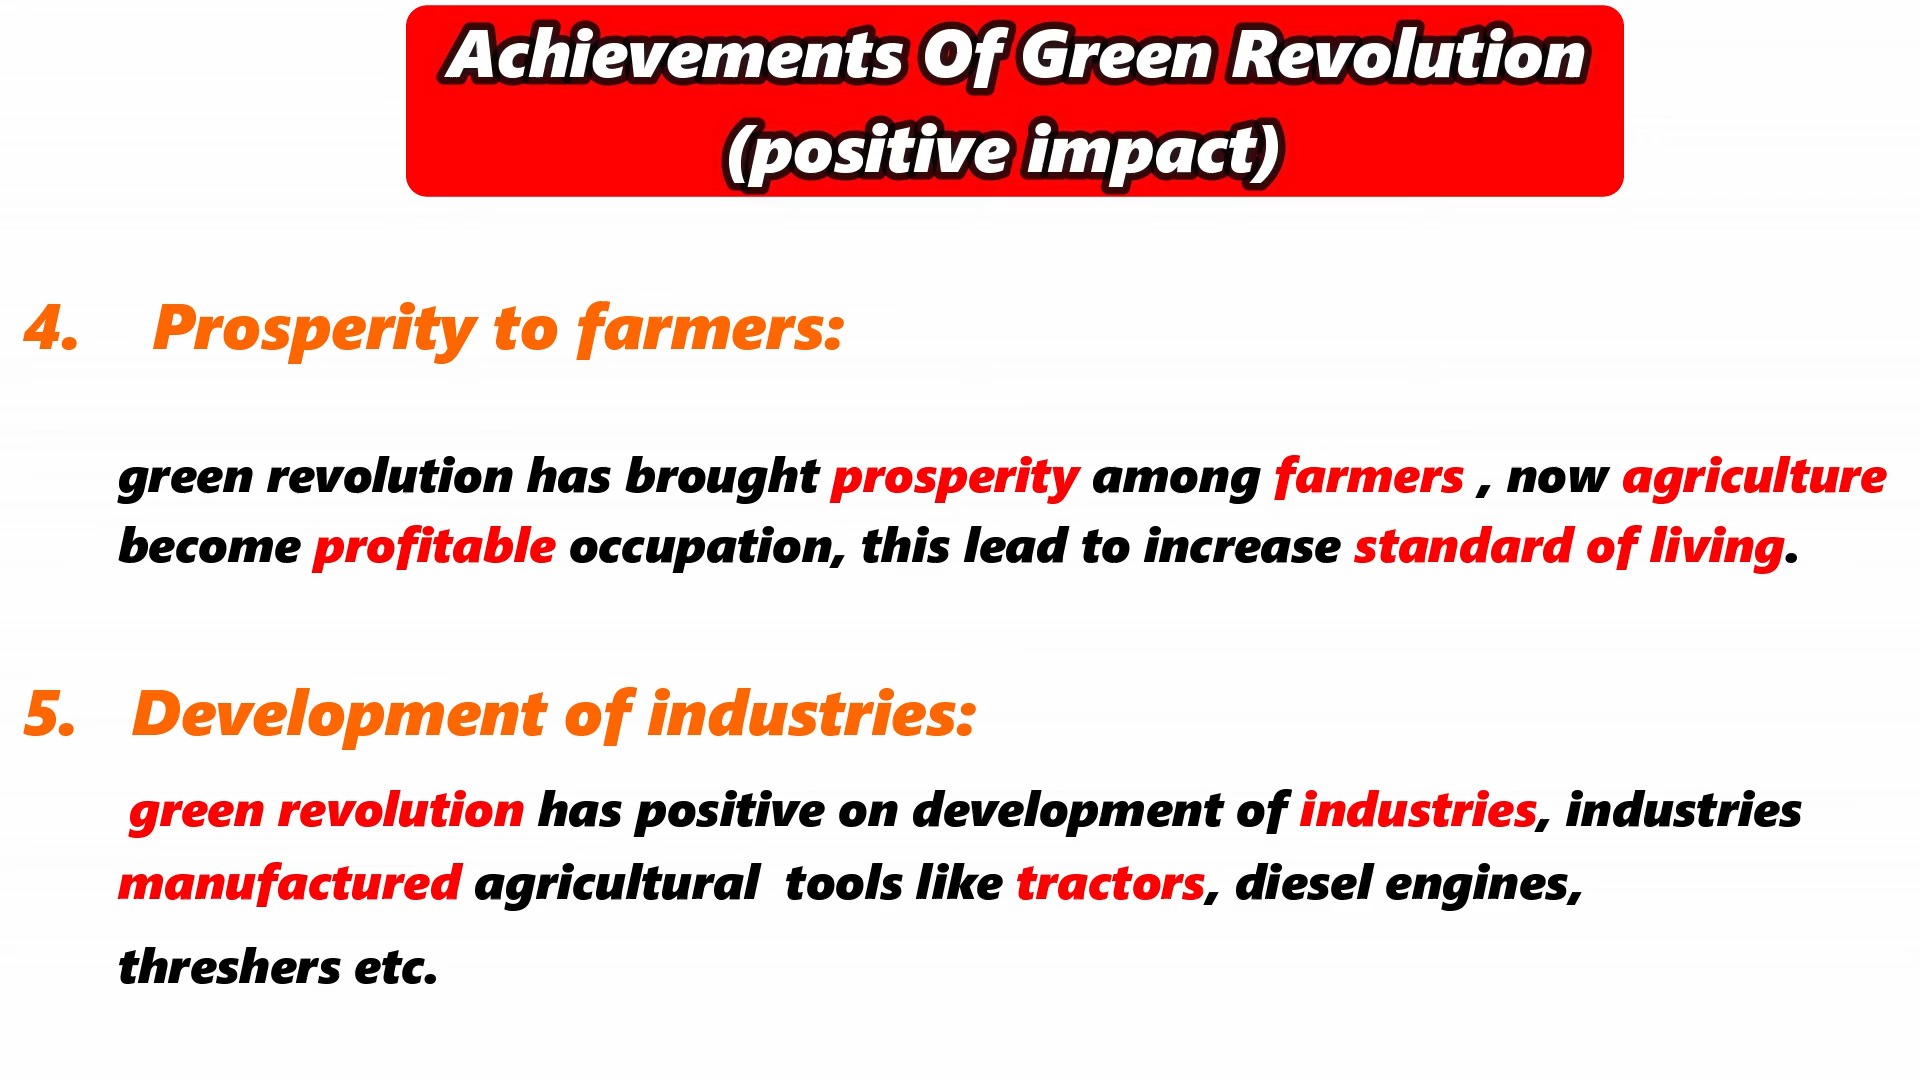 Achievements Of Green Revolution
(positive impact)
4. Prosperity to farmers:
green revolution has brought prosperity among farmers , now agriculture
become profitable occupation, this lead to increase standard of living.
5. Development of industries:
green revolution has positive on development of industries, industries
manufactured agricultural tools like tractors, diesel engines,
threshers etc.